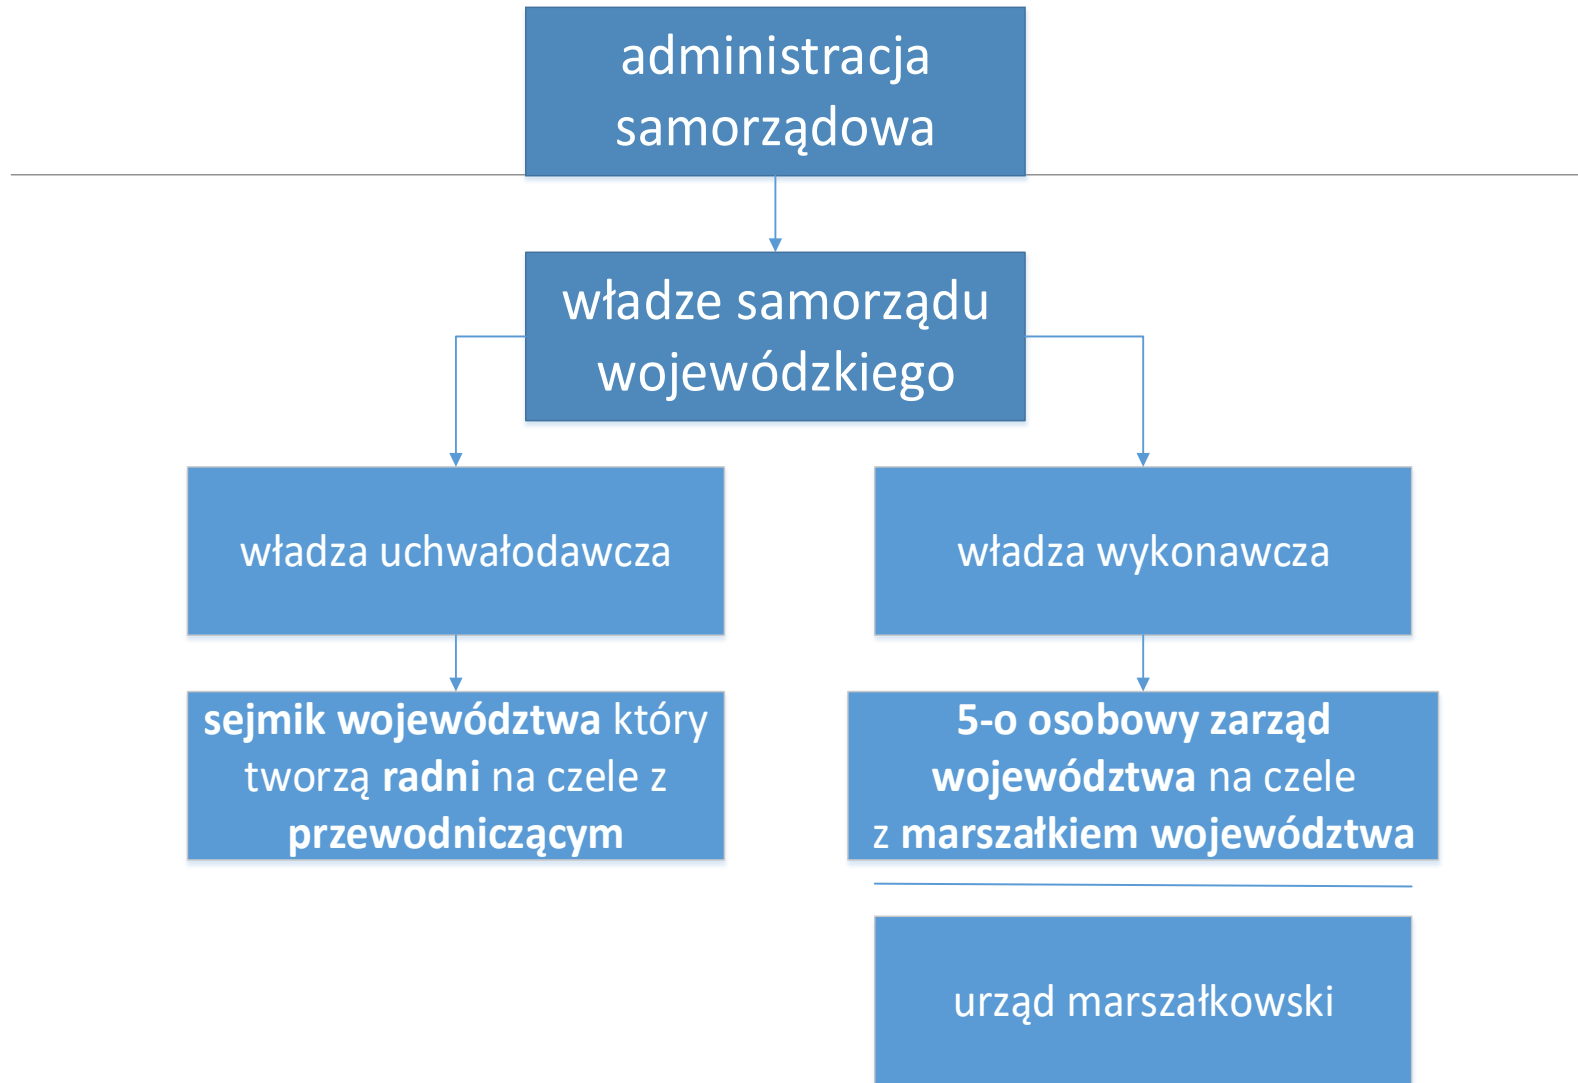 administracja
samorządowa
władze samorządu
wojewódzkiego
władza uchwałodawcza
władza wykonawcza
sejmik województwa który
tworzą radni na czele z
przewodniczącym
5-o osobowy zarząd
województwa na czele
z marszałkiem województwa
urząd marszałkowski